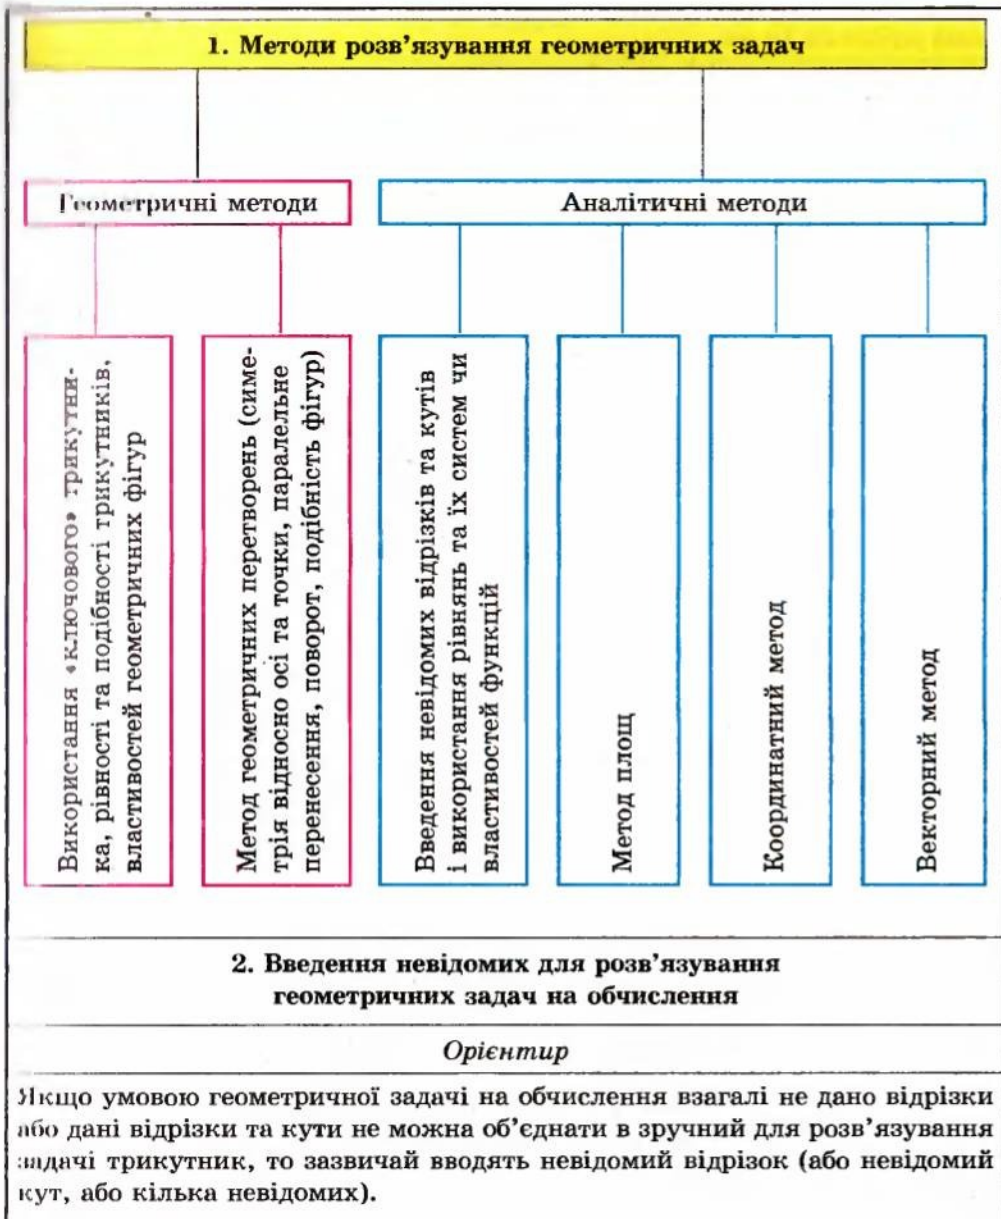 1. Методи розв’язування геометричних задач
Геометричні методи
Аналітичні методи
Використання «ключового» трикутни-
ка, рівності та подібності трикутників,
властивостей геометричних фігур
Метод геометричних перетворень (симе-
трія відносно осі та точки, паралельне
перенесення, поворот, подібність фігур)
Введення невідомих відрізків та кутів
і використання рівнянь та їх систем чи
властивостей функцій
Метод площ
Координатний метод
Векторний метод
2. Введення невідомих для розв’язування
геометричних задач на обчислення
Орієнтир
Якщо умовою геометричної задачі на обчислення взагалі не дано відрізки
або дані відрізки та кути не можна об’єднати в зручний для розв’язування
задачі трикутник, то зазвичай вводять невідомий відрізок (або невідомий
кут, або кілька невідомих).